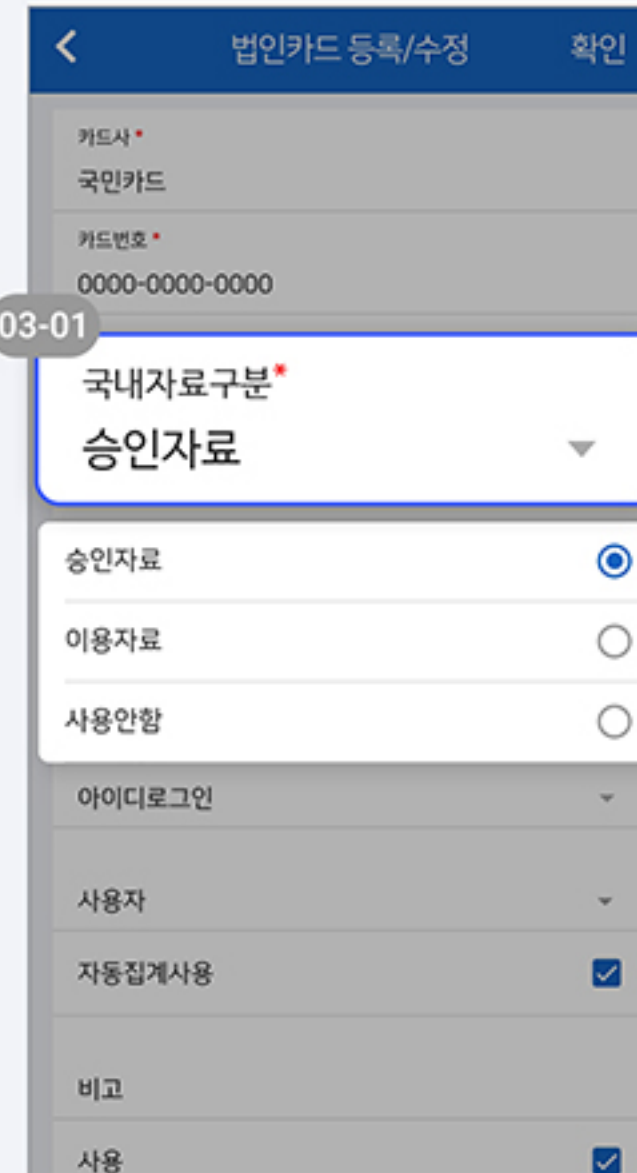 법인카드 등록/수정 확인
카드사 *
국민카드
카드번호 *
0000-0000-0000
03-01
국내자료구분*
승인자료
승인자료
이용자료
사용안함
아이디로그인
사용자
자동집계사용
비고
사용